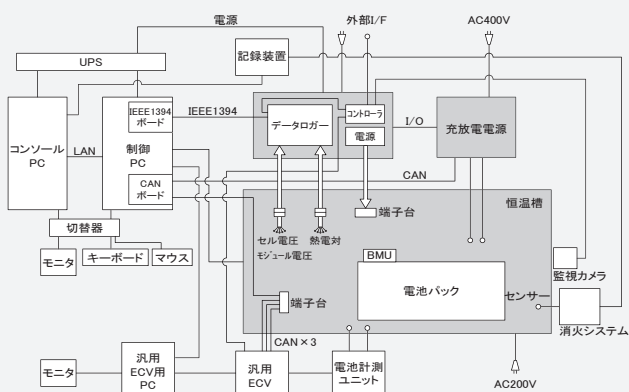 電源
外部I/F
AC400V
UPS
記録装置
IEEE1394
ボード
IEEE1394
データロガー
コントローラ
電源
I/O
充放電電源
コンソール
PC
LAN
制御
PC
CAN
ボード
CAN
恒温槽
端子台
切替器
セル電圧
モジュール電圧
熱電対
モニタ
キーボード
マウス
BMU
電池パック
監視カメラ
センサー
端子台
消火システム
CAN×3
モニタ
汎用
ECV用
PC
汎用
ECV
電池計測
ユニット
AC200V